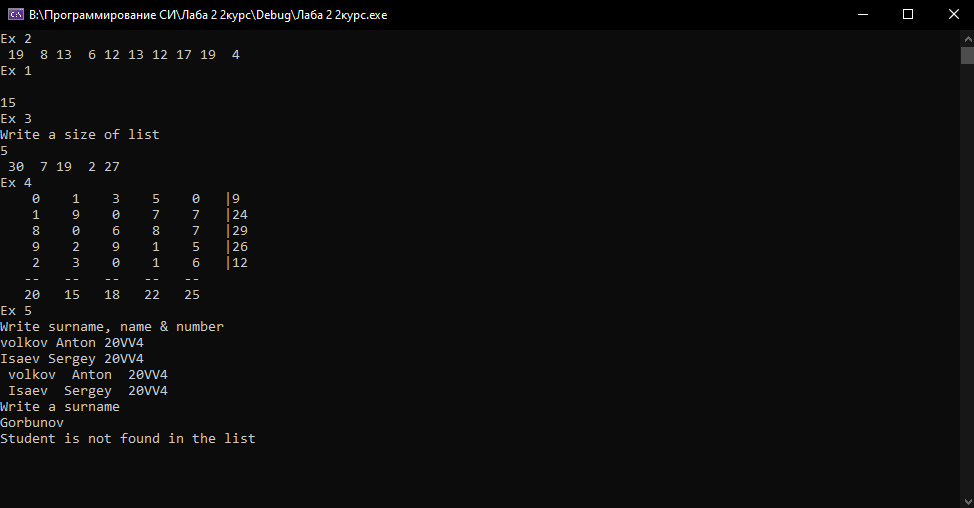 B:\Программирование СИ\Лаба 2 2курс\Debug\Лаба 2 2курс.exe
Ex 2
 19  8 13  6 12 13 12 17 19  4
Ex 1

15
Ex 3
Write a size of list
5
 30  7 19  2 27
Ex 4
    0    1    3    5    0   |9
    1    9    0    7    7   |24
    8    0    6    8    7   |29
    9    2    9    1    5   |26
    2    3    0    1    6   |12
   --   --   --   --   --
   20   15   18   22   25
Ex 5
Write surname, name & number
volkov Anton 20VV4
Isaev Sergey 20VV4
 volkov  Anton  20VV4
 Isaev  Sergey  20VV4
Write a surname
Gorbunov
Student is not found in the list